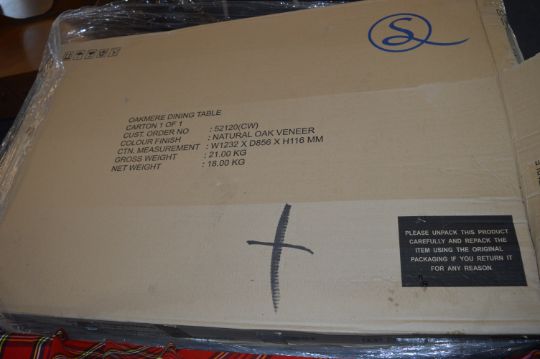 OAKMERE DINING TABLE
CARTON 1 OF 1
CUST. ORDER NO : 52120(CW)
COLOUR FINISH : NATURAL OAK VENEER
CTN. MEASUREMENT : W1232 X D856 X H116 MM
GROSS WEIGHT : 21.00 KG
NET WEIGHT : 18.00 KG
PLEASE UNPACK THIS PRODUCT
CAREFULLY AND REPACK THE
ITEM USING THE ORIGINAL
PACKAGING IF YOU RETURN IT
FOR ANY REASON